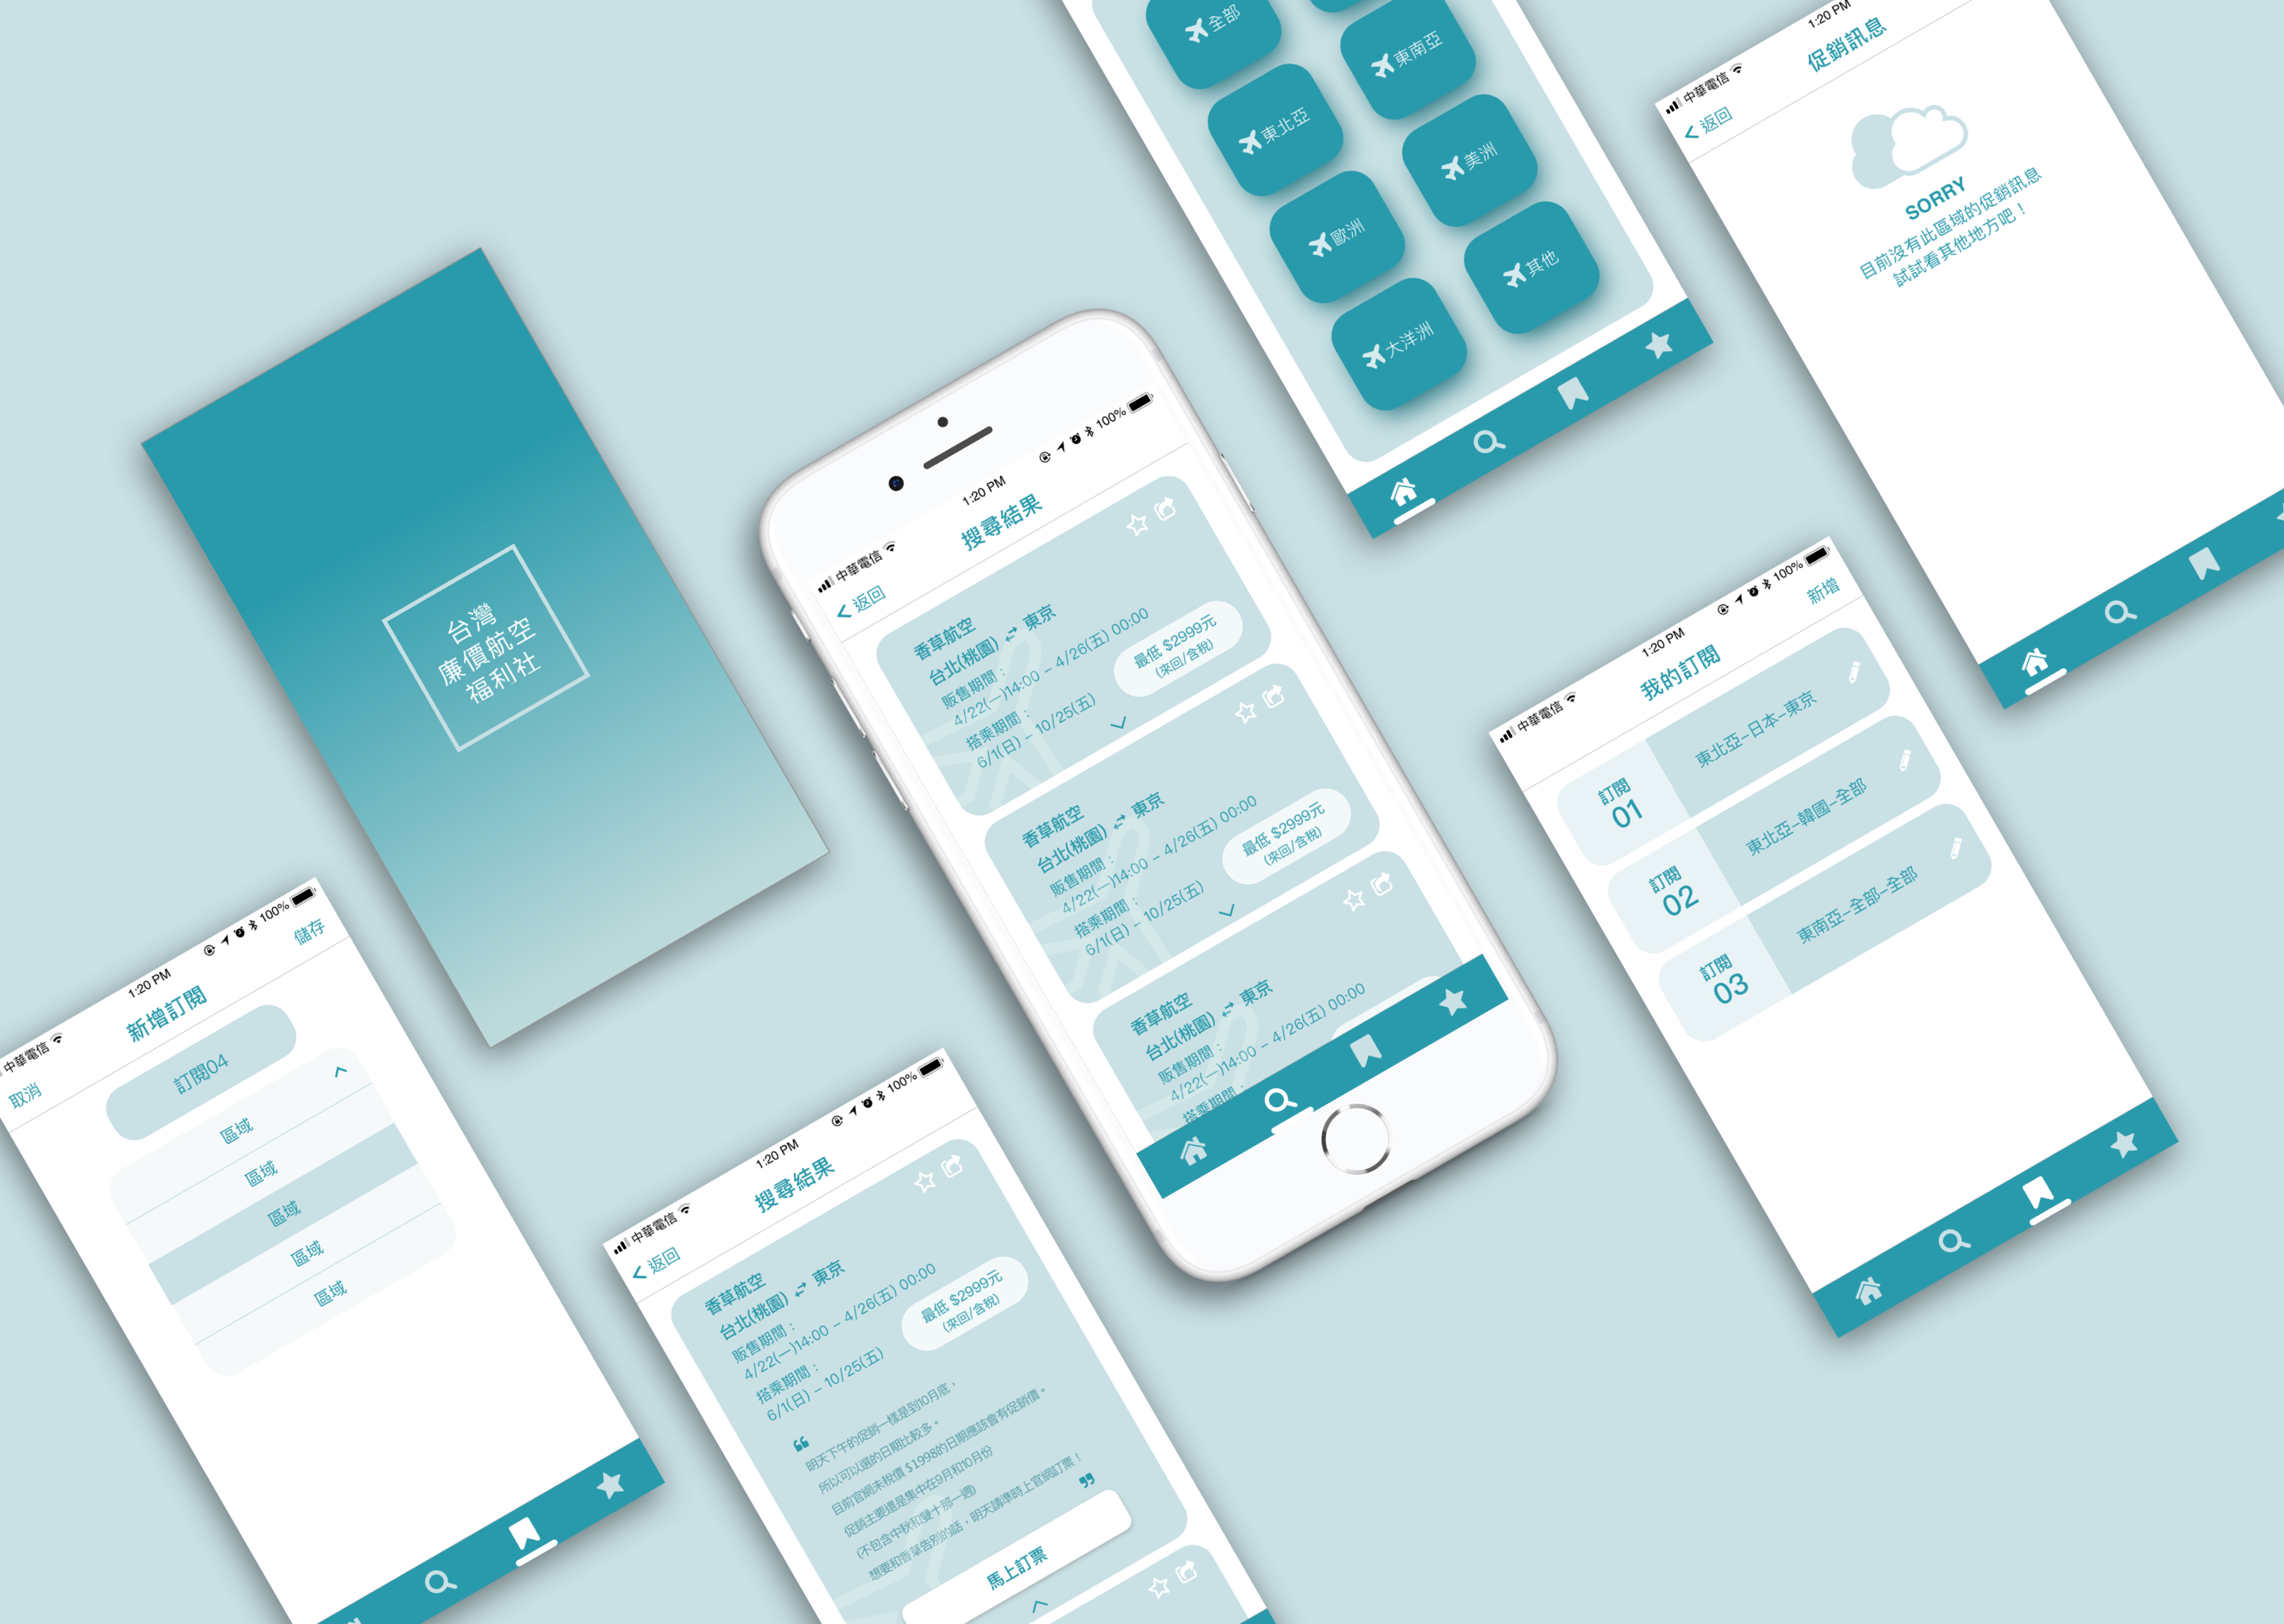 台灣
廉價航空
福利社
中華電信
1:20 PM
100%
取消
新增訂閱
儲存
訂閱04
區域
區域
區域
區域
區域
中華電信
1:20 PM
100%
返回
搜尋結果
香草航空
台北(桃園) ⇄ 東京
販售期間：
4/22(一)14:00 – 4/26(五) 00:00
搭乘期間：
6/1(日) – 10/25(五)
最低 $2999元
(來回/含稅)
❝
明天下午的促銷一樣是到10月底，
所以可以選的日期比較多。
目前官網未稅價 $1998的日期應該會有促銷價。
促銷主要還是集中在9月和10月份
(不包含中秋和雙十那一週)
想要和香草告別的話，明天請準時上官網訂票！
❞
馬上訂票
中華電信
1:20 PM
100%
返回
搜尋結果
香草航空
台北(桃園) ⇄ 東京
販售期間：
4/22(一)14:00 – 4/26(五) 00:00
搭乘期間：
6/1(日) – 10/25(五)
最低 $2999元
(來回/含稅)
香草航空
台北(桃園) ⇄ 東京
販售期間：
4/22(一)14:00 – 4/26(五) 00:00
搭乘期間：
6/1(日) – 10/25(五)
最低 $2999元
(來回/含稅)
香草航空
台北(桃園) ⇄ 東京
販售期間：
4/22(一)14:00 – 4/26(五) 00:00
搭乘期間：
全部
東南亞
東北亞
美洲
歐洲
其他
大洋洲
中華電信
1:20 PM
返回
促銷訊息
SORRY
目前沒有此區域的促銷訊息
試試看其他地方吧！
中華電信
1:20 PM
100%
我的訂閱
新增
訂閱
01
東北亞–日本–東京
訂閱
02
東北亞–韓國–全部
訂閱
03
東南亞–全部–全部